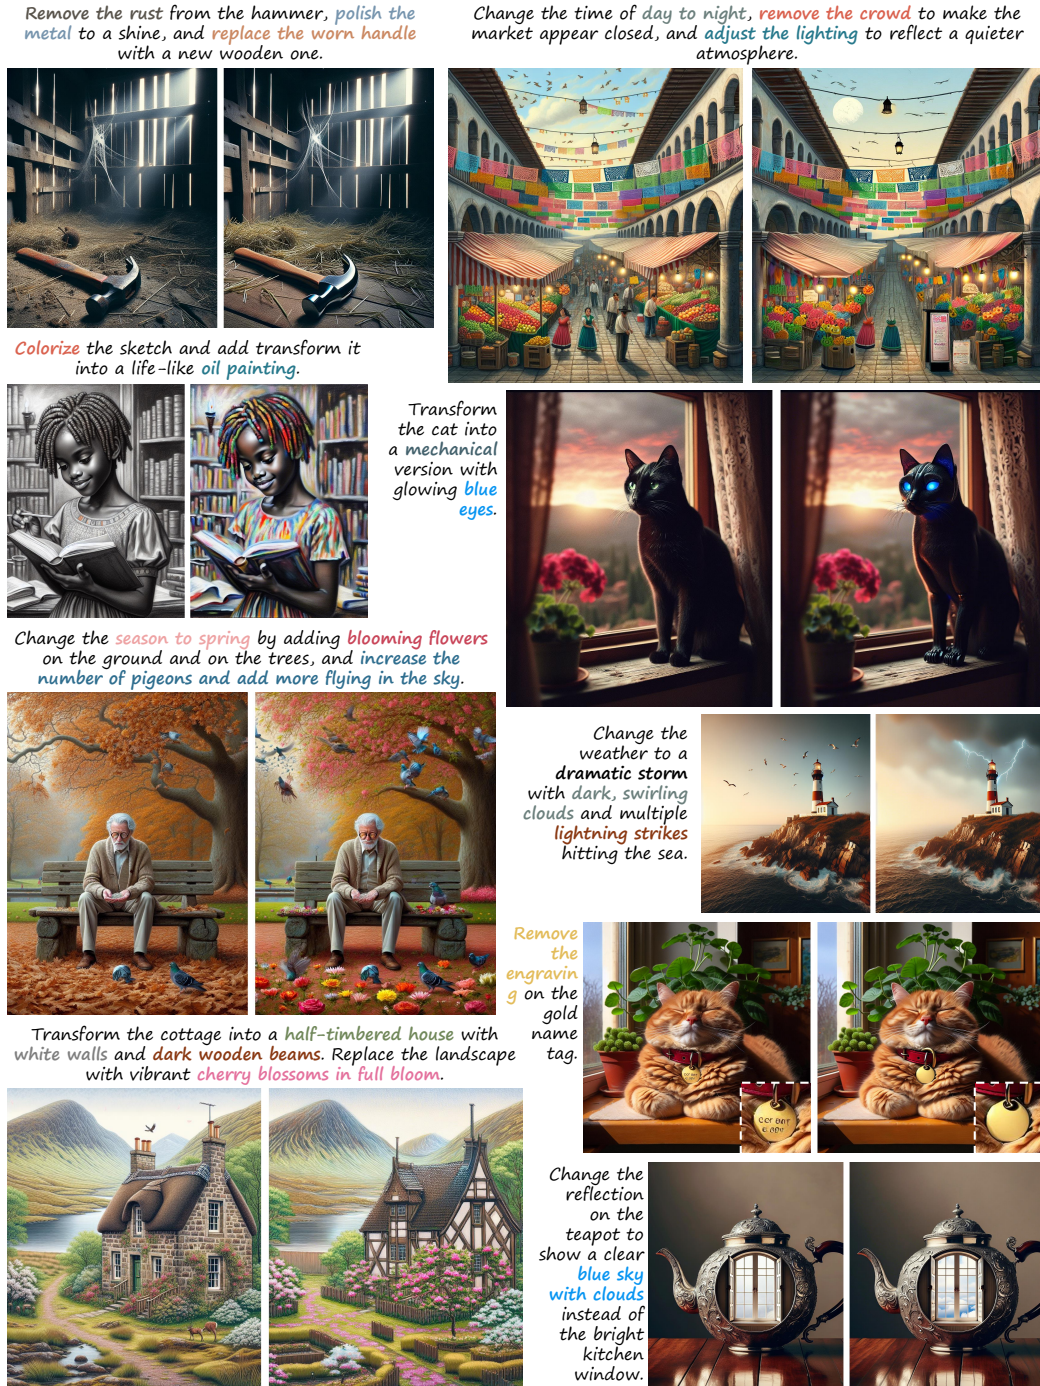 Remove the rust from the hammer, polish the
metal to a shine, and replace the worn handle
with a new wooden one.
Change the time of day to night, remove the crowd to make the
market appear closed, and adjust the lighting to reflect a quieter
atmosphere.
Colorize the sketch and add transform it
into a life-like oil painting.
Transform
the cat into
a mechanical
version with
glowing blue
eyes.
Change the season to spring by adding blooming flowers
on the ground and on the trees, and increase the
number of pigeons and add more flying in the sky.
Change the
weather to a
dramatic storm
with dark, swirling
clouds and multiple
lightning strikes
hitting the sea.
Remove
the
engravin
g on the
gold
name
tag.
Transform the cottage into a half-timbered house with
white walls and dark wooden beams. Replace the landscape
with vibrant cherry blossoms in full bloom.
Change the
reflection
on the
teapot to
show a clear
blue sky
with clouds
instead of
the bright
kitchen
window.